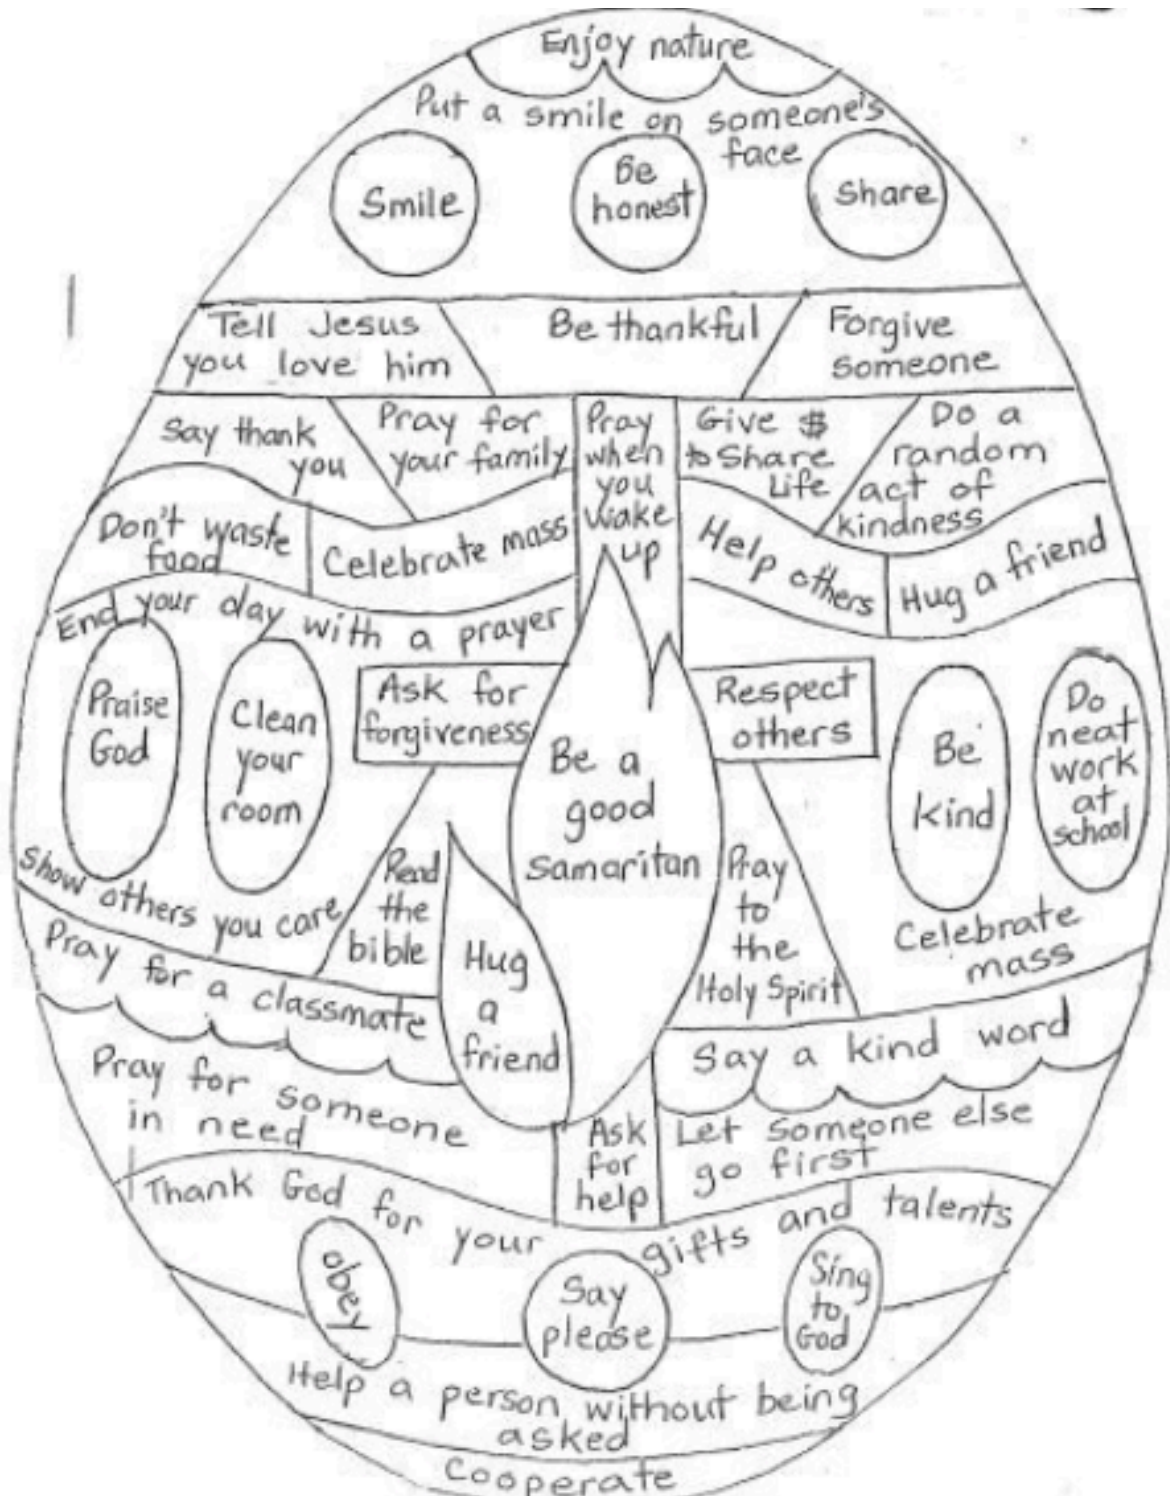 Enjoy nature
Put a smile on someone's
face
Smile
Be
honest
Share
Tell Jesus
you love him
Be thankful
Forgive
someone
Say thank
you
Pray for
your family
Pray
when
you
wake
up
Give $
to Share
Life
Do a
random
act of
kindness
Don't waste
food
Celebrate mass
Help others
Hug a friend
End your day with a prayer
Praise
God
Clean
your
room
Ask for
forgiveness
Be a
good
Samaritan
Respect
others
Be
kind
Do
neat
work
at
school
Show others you care
Read
the
bible
Hug
a
friend
Pray
to
the
Holy Spirit
Celebrate
mass
Pray for a classmate
Say a kind word
Pray for someone
in need
Ask
for
help
Let someone else
go first
Thank God for your gifts and talents
obey
Say
please
Sing
to
God
Help a person without being
asked
Cooperate